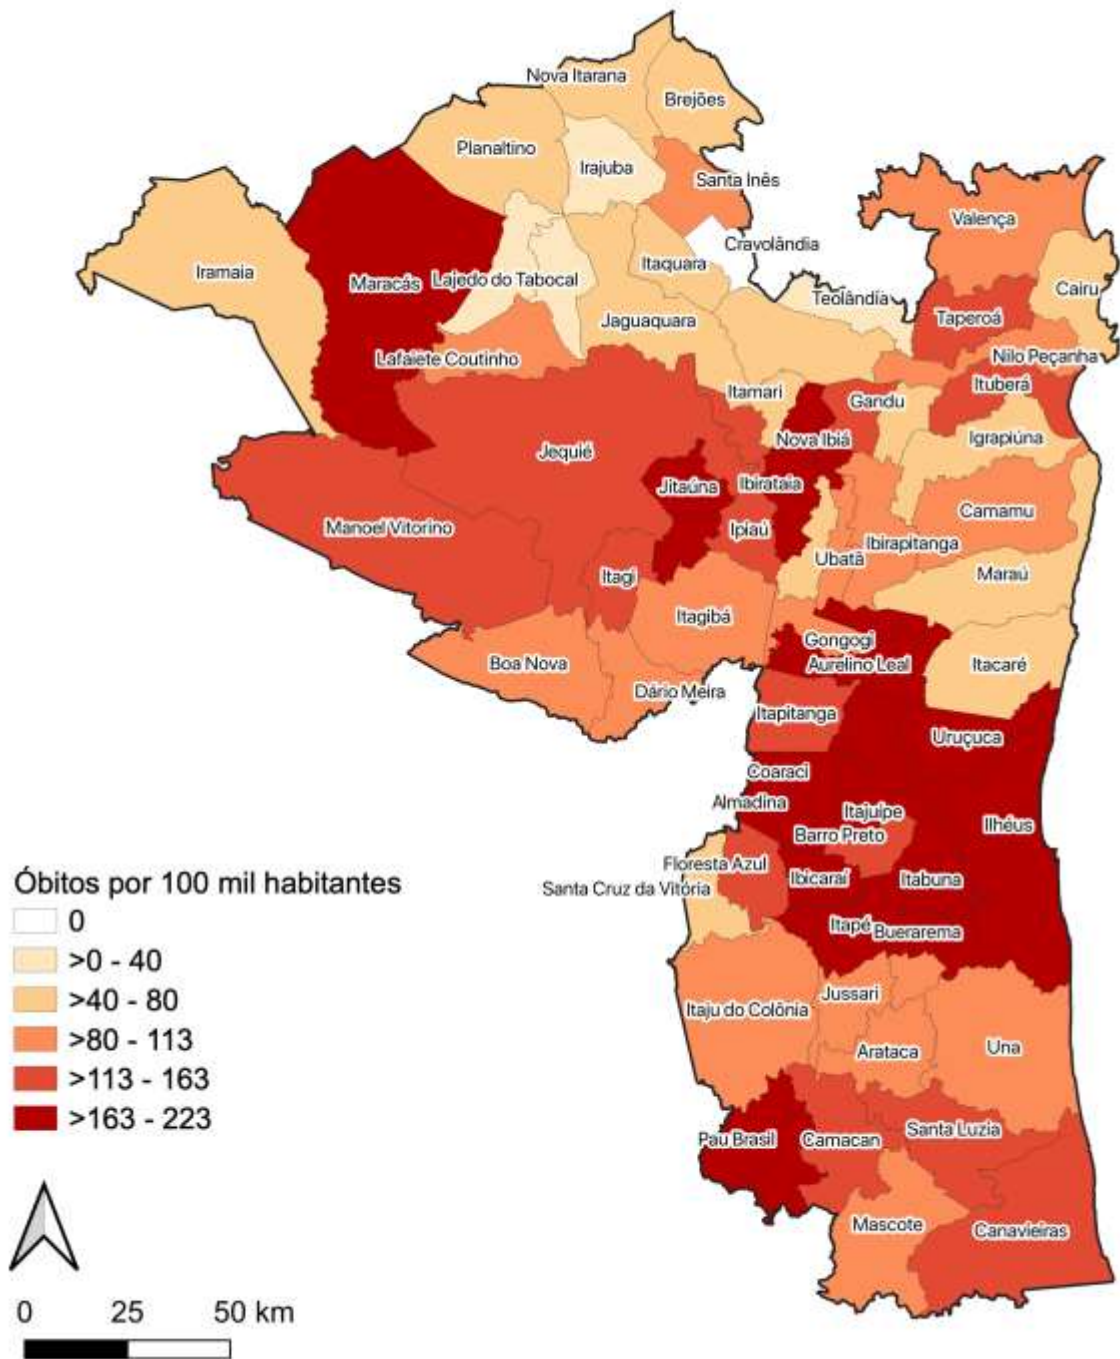 Nova Itarana
Brejões
Planaltino
Irajuba
Santa Inês
Valença
Cravolândia
Itaquara
Iramaia
Maracás
Lajedo do Tabocal
Teolândia
Cairu
Jaguaquara
Taperoá
Lafaiete Coutinho
Nilo Peçanha
Ituberá
Itamari
Gandu
Nova Ibiá
Igrapiúna
Jequié
Jitaúna
Ibirataia
Camamu
Manoel Vitorino
Ipiaú
Ibirapitanga
Ubatã
Itagi
Maraú
Itagibá
Gongogi
Boa Nova
Aurelino Leal
Itacaré
Dário Meira
Itapitanga
Uruçuca
Coaraci
Almadina
Itajuípe
Ilhéus
Barro Preto
Floresta Azul
Ibicaraí
Itabuna
Santa Cruz da Vitória
Itapé
Buerarema
Jussari
Itaju do Colônia
Arataca
Una
Pau Brasil
Camacan
Santa Luzia
Mascote
Canavieiras
Óbitos por 100 mil habitantes
0
>0 - 40
>40 - 80
>80 - 113
>113 - 163
>163 - 223
0 25 50 km